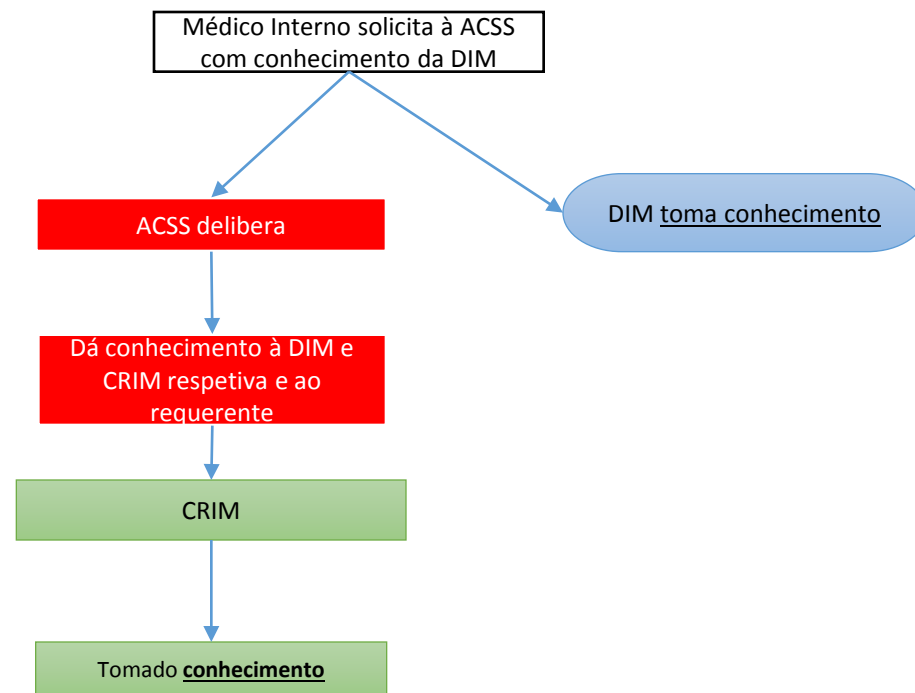 Médico Interno solicita à ACSS
com conhecimento da DIM
ACSS delibera
DIM toma conhecimento
Dá conhecimento à DIM e
CRIM respetiva e ao
requerente
CRIM
Tomado conhecimento